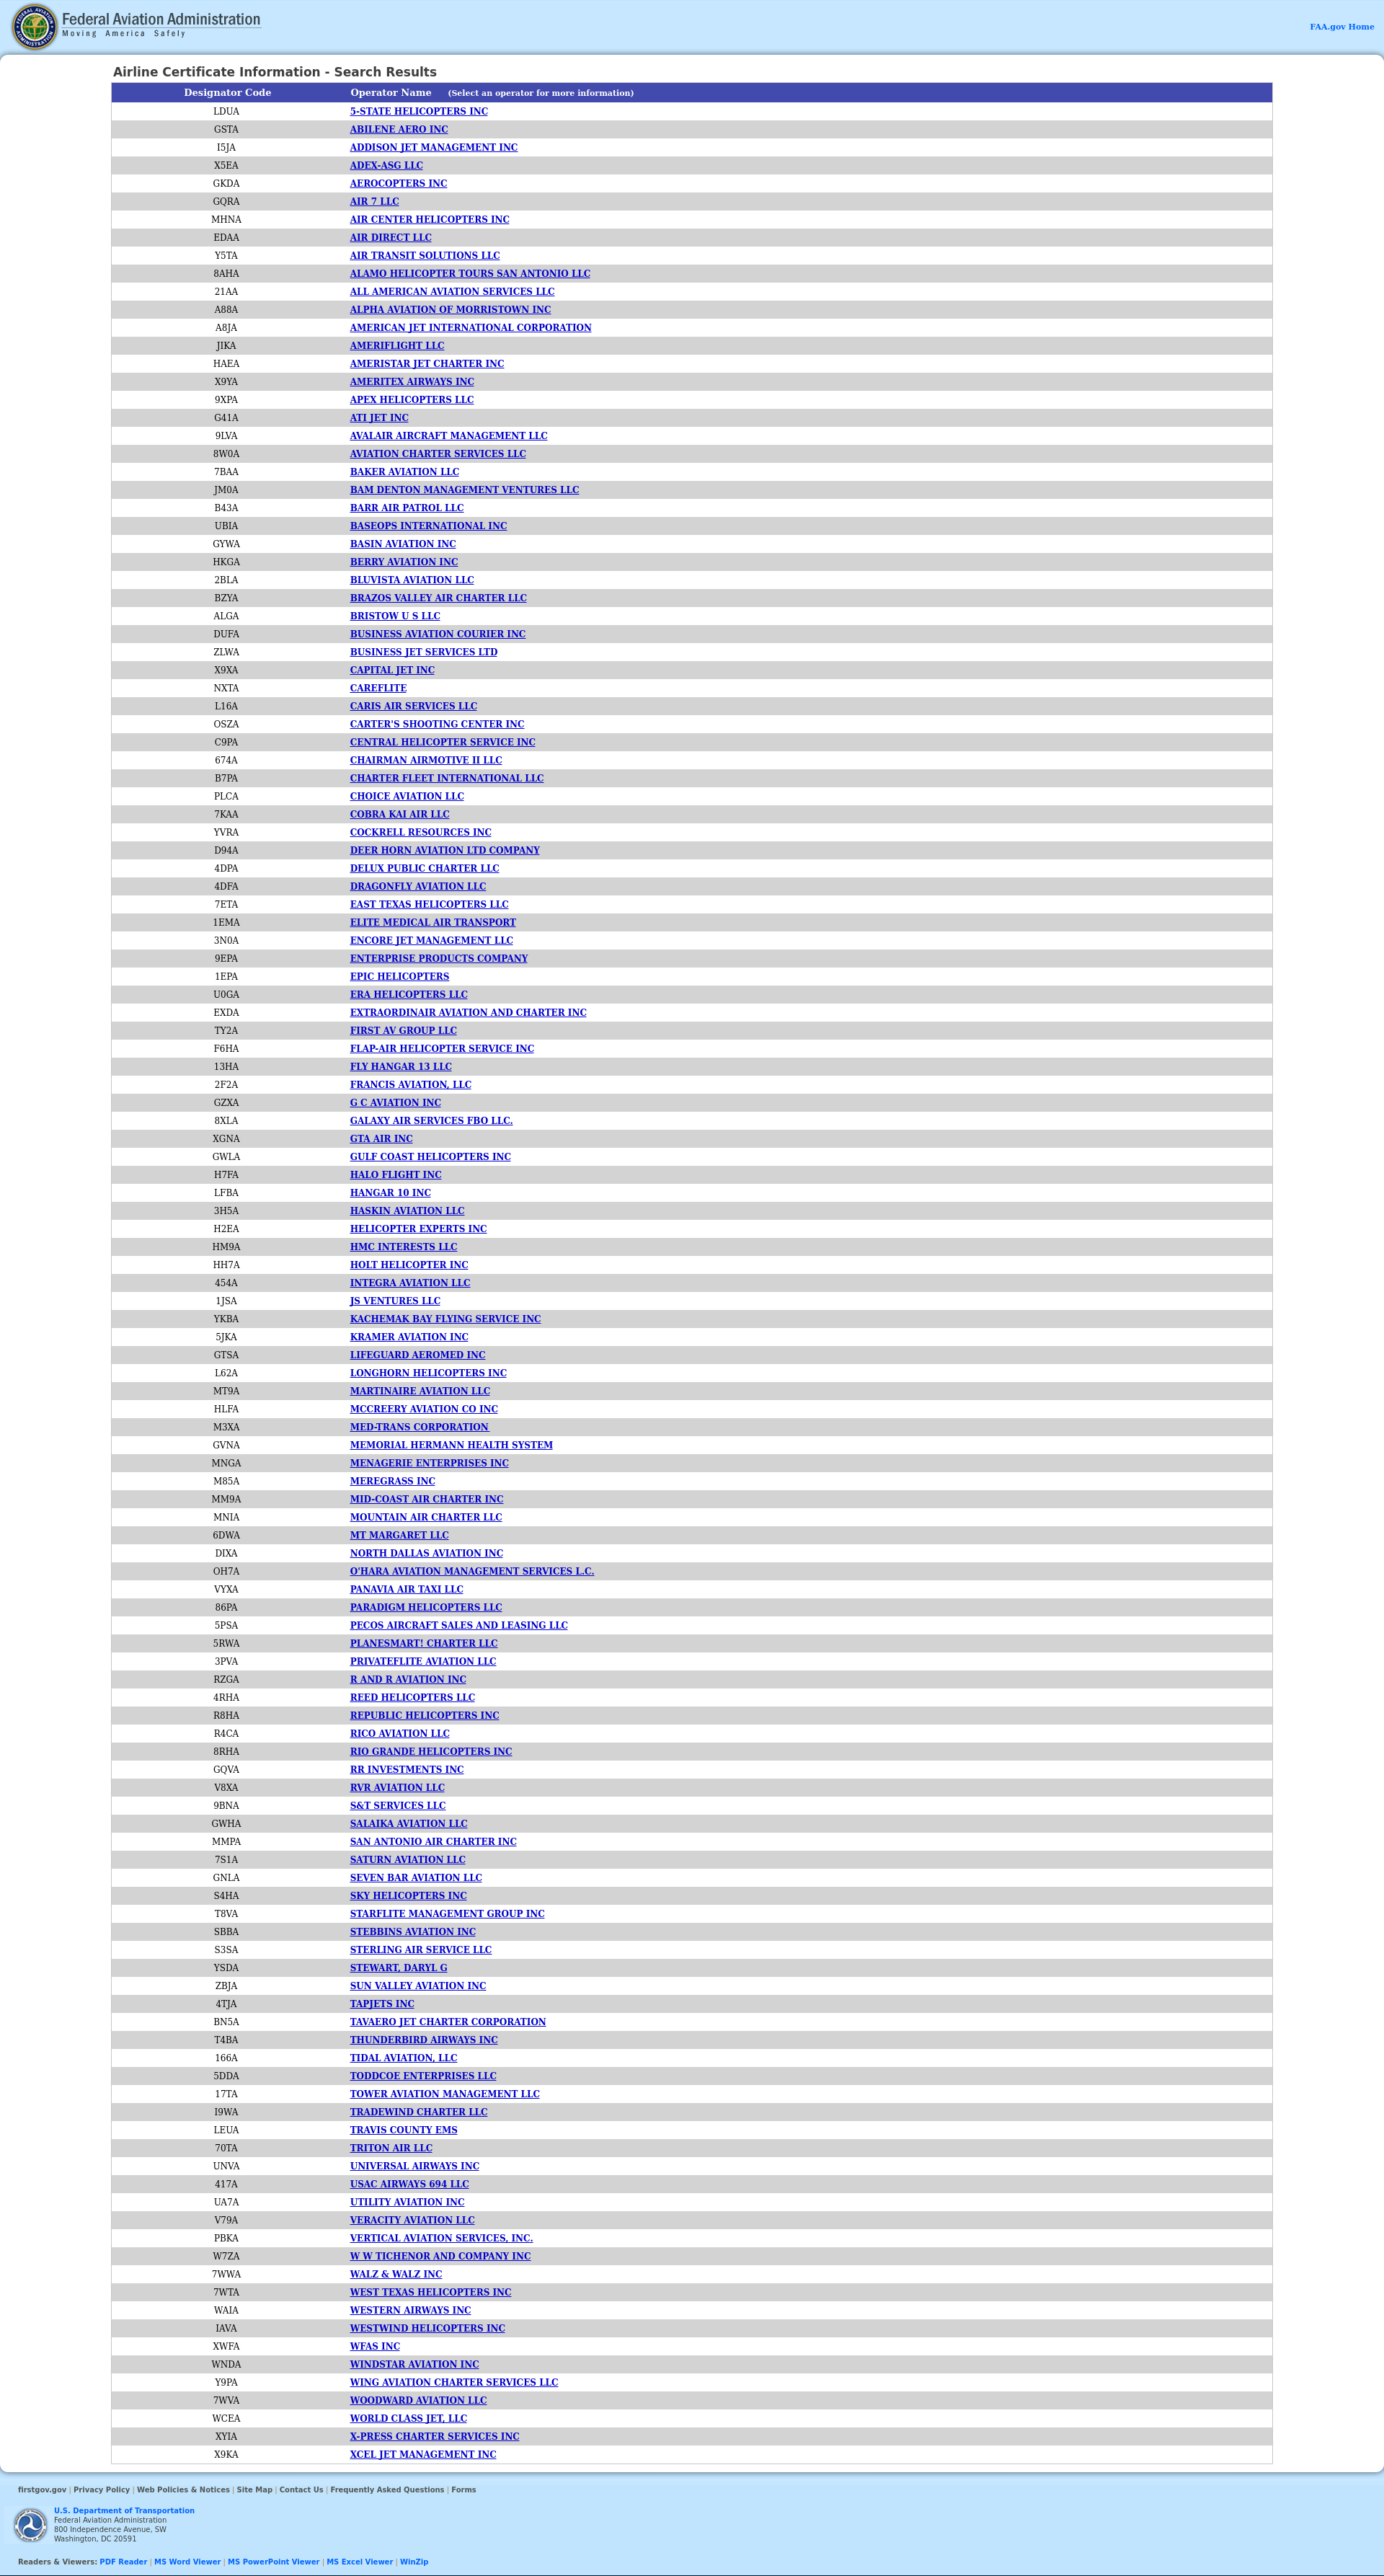 Federal Aviation Administration
Moving America Safely
FAA.gov Home
Airline Certificate Information - Search Results
Designator Code Operator Name (Select an operator for more information)
LDUA 5-STATE HELICOPTERS INC
GSTA ABILENE AERO INC
I5JA ADDISON JET MANAGEMENT INC
X5EA ADEX-ASG LLC
GKDA AEROCOPTERS INC
GQRA AIR 7 LLC
MHNA AIR CENTER HELICOPTERS INC
EDAA AIR DIRECT LLC
Y5TA AIR TRANSIT SOLUTIONS LLC
8AHA ALAMO HELICOPTER TOURS SAN ANTONIO LLC
21AA ALL AMERICAN AVIATION SERVICES LLC
A88A ALPHA AVIATION OF MORRISTOWN INC
A8JA AMERICAN JET INTERNATIONAL CORPORATION
JIKA AMERIFLIGHT LLC
HAEA AMERISTAR JET CHARTER INC
X9YA AMERITEX AIRWAYS INC
9XPA APEX HELICOPTERS LLC
G41A ATI JET INC
9LVA AVALAIR AIRCRAFT MANAGEMENT LLC
8W0A AVIATION CHARTER SERVICES LLC
7BAA BAKER AVIATION LLC
JM0A BAM DENTON MANAGEMENT VENTURES LLC
B43A BARR AIR PATROL LLC
UBIA BASEOPS INTERNATIONAL INC
GYWA BASIN AVIATION INC
HKGA BERRY AVIATION INC
2BLA BLUVISTA AVIATION LLC
BZYA BRAZOS VALLEY AIR CHARTER LLC
ALGA BRISTOW U S LLC
DUFA BUSINESS AVIATION COURIER INC
ZLWA BUSINESS JET SERVICES LTD
X9XA CAPITAL JET INC
NXTA CAREFLITE
L16A CARIS AIR SERVICES LLC
OSZA CARTER'S SHOOTING CENTER INC
C9PA CENTRAL HELICOPTER SERVICE INC
674A CHAIRMAN AIRMOTIVE II LLC
B7PA CHARTER FLEET INTERNATIONAL LLC
PLCA CHOICE AVIATION LLC
7KAA COBRA KAI AIR LLC
YVRA COCKRELL RESOURCES INC
D94A DEER HORN AVIATION LTD COMPANY
4DPA DELUX PUBLIC CHARTER LLC
4DFA DRAGONFLY AVIATION LLC
7ETA EAST TEXAS HELICOPTERS LLC
1EMA ELITE MEDICAL AIR TRANSPORT
3N0A ENCORE JET MANAGEMENT LLC
9EPA ENTERPRISE PRODUCTS COMPANY
1EPA EPIC HELICOPTERS
U0GA ERA HELICOPTERS LLC
EXDA EXTRAORDINAIR AVIATION AND CHARTER INC
TY2A FIRST AV GROUP LLC
F6HA FLAP-AIR HELICOPTER SERVICE INC
13HA FLY HANGAR 13 LLC
2F2A FRANCIS AVIATION, LLC
GZXA G C AVIATION INC
8XLA GALAXY AIR SERVICES FBO LLC.
XGNA GTA AIR INC
GWLA GULF COAST HELICOPTERS INC
H7FA HALO FLIGHT INC
LFBA HANGAR 10 INC
3H5A HASKIN AVIATION LLC
H2EA HELICOPTER EXPERTS INC
HM9A HMC INTERESTS LLC
HH7A HOLT HELICOPTER INC
454A INTEGRA AVIATION LLC
1JSA JS VENTURES LLC
YKBA KACHEMAK BAY FLYING SERVICE INC
5JKA KRAMER AVIATION INC
GTSA LIFEGUARD AEROMED INC
L62A LONGHORN HELICOPTERS INC
MT9A MARTINAIRE AVIATION LLC
HLFA MCCREERY AVIATION CO INC
M3XA MED-TRANS CORPORATION
GVNA MEMORIAL HERMANN HEALTH SYSTEM
MNGA MENAGERIE ENTERPRISES INC
M85A MEREGRASS INC
MM9A MID-COAST AIR CHARTER INC
MNIA MOUNTAIN AIR CHARTER LLC
6DWA MT MARGARET LLC
DIXA NORTH DALLAS AVIATION INC
OH7A O'HARA AVIATION MANAGEMENT SERVICES L.C.
VYXA PANAVIA AIR TAXI LLC
86PA PARADIGM HELICOPTERS LLC
5PSA PECOS AIRCRAFT SALES AND LEASING LLC
5RWA PLANESMART! CHARTER LLC
3PVA PRIVATEFLITE AVIATION LLC
RZGA R AND R AVIATION INC
4RHA REED HELICOPTERS LLC
R8HA REPUBLIC HELICOPTERS INC
R4CA RICO AVIATION LLC
8RHA RIO GRANDE HELICOPTERS INC
GQVA RR INVESTMENTS INC
V8XA RVR AVIATION LLC
9BNA S&T SERVICES LLC
GWHA SALAIKA AVIATION LLC
MMPA SAN ANTONIO AIR CHARTER INC
7S1A SATURN AVIATION LLC
GNLA SEVEN BAR AVIATION LLC
S4HA SKY HELICOPTERS INC
T8VA STARFLITE MANAGEMENT GROUP INC
SBBA STEBBINS AVIATION INC
S3SA STERLING AIR SERVICE LLC
YSDA STEWART, DARYL G
ZBJA SUN VALLEY AVIATION INC
4TJA TAPJETS INC
BN5A TAVAERO JET CHARTER CORPORATION
T4BA THUNDERBIRD AIRWAYS INC
166A TIDAL AVIATION, LLC
5DDA TODDCOE ENTERPRISES LLC
17TA TOWER AVIATION MANAGEMENT LLC
I9WA TRADEWIND CHARTER LLC
LEUA TRAVIS COUNTY EMS
70TA TRITON AIR LLC
UNVA UNIVERSAL AIRWAYS INC
417A USAC AIRWAYS 694 LLC
UA7A UTILITY AVIATION INC
V79A VERACITY AVIATION LLC
PBKA VERTICAL AVIATION SERVICES, INC.
W7ZA W W TICHENOR AND COMPANY INC
7WWA WALZ & WALZ INC
7WTA WEST TEXAS HELICOPTERS INC
WAIA WESTERN AIRWAYS INC
IAVA WESTWIND HELICOPTERS INC
XWFA WFAS INC
WNDA WINDSTAR AVIATION INC
Y9PA WING AVIATION CHARTER SERVICES LLC
7WVA WOODWARD AVIATION LLC
WCEA WORLD CLASS JET, LLC
XYIA X-PRESS CHARTER SERVICES INC
X9KA XCEL JET MANAGEMENT INC
firstgov.gov | Privacy Policy | Web Policies & Notices | Site Map | Contact Us | Frequently Asked Questions | Forms
U.S. Department of Transportation
Federal Aviation Administration
800 Independence Avenue, SW
Washington, DC 20591
Readers & Viewers: PDF Reader | MS Word Viewer | MS PowerPoint Viewer | MS Excel Viewer | WinZip